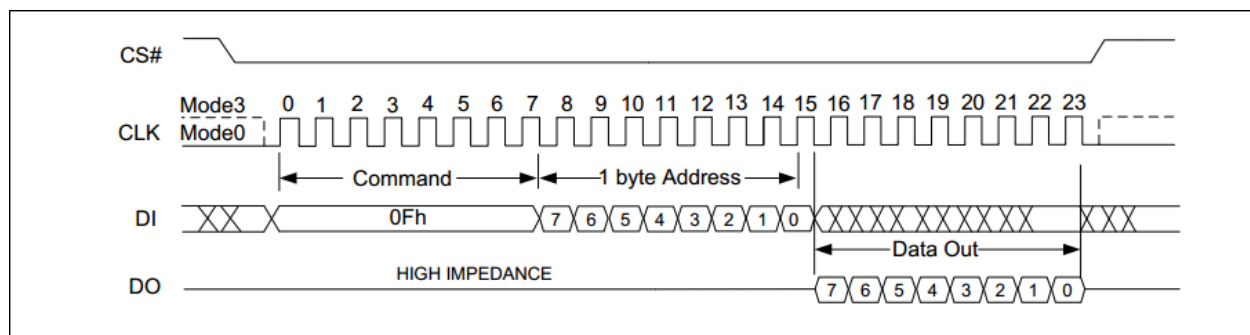 CS#
Mode3 0 1 2 3 4 5 6 7 8 9 10 11 12 13 14 15 16 17 18 19 20 21 22 23
CLK Mode0
Command 1 byte Address
DI 0Fh 7 6 5 4 3 2 1 0
Data Out
HIGH IMPEDANCE
DO 7 6 5 4 3 2 1 0